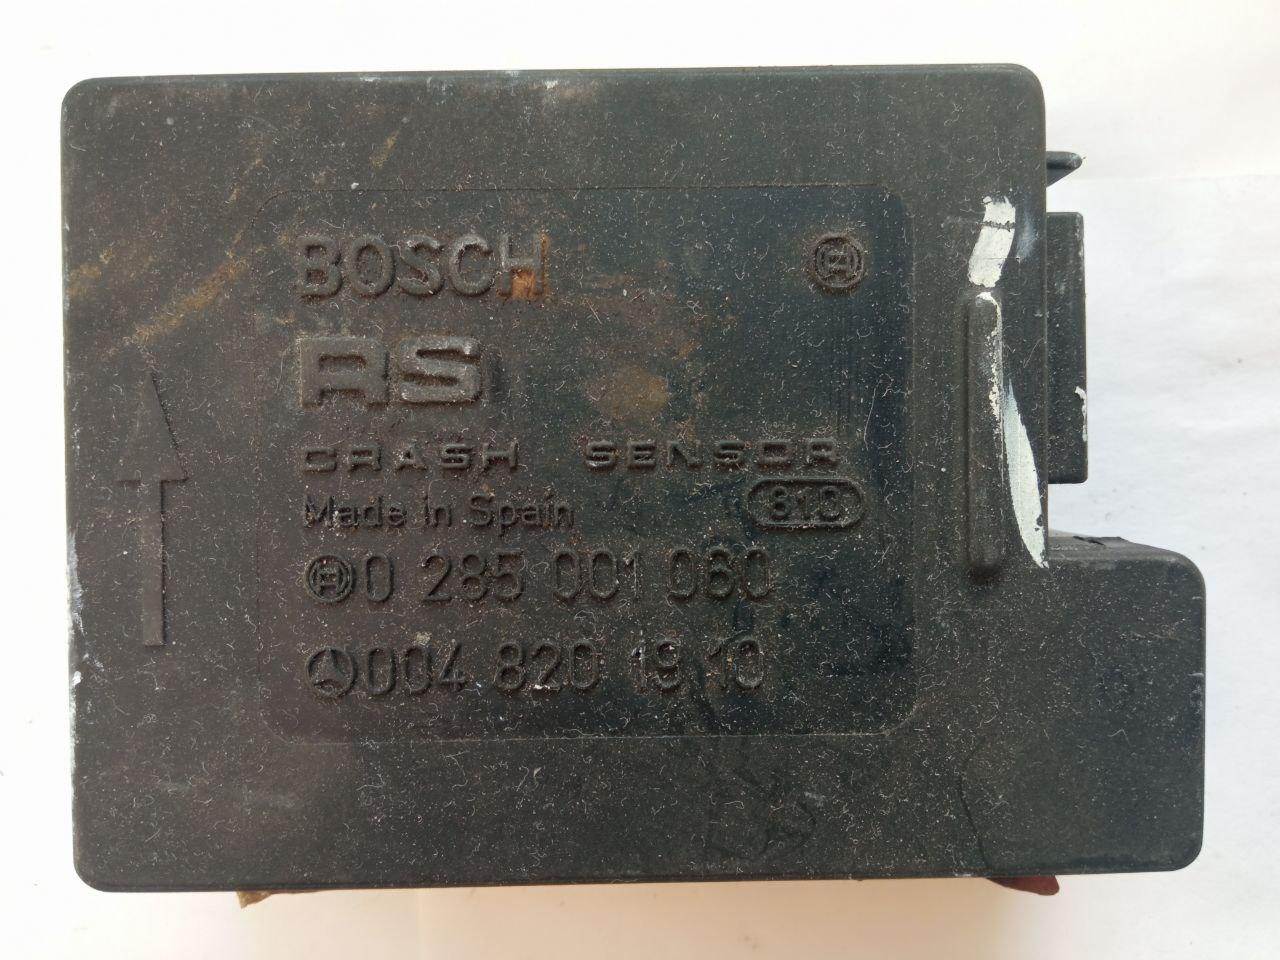 BOSCH
RS
CRASH SENSOR
Made in Spain 810
0 285 001 060
004 820 19 10